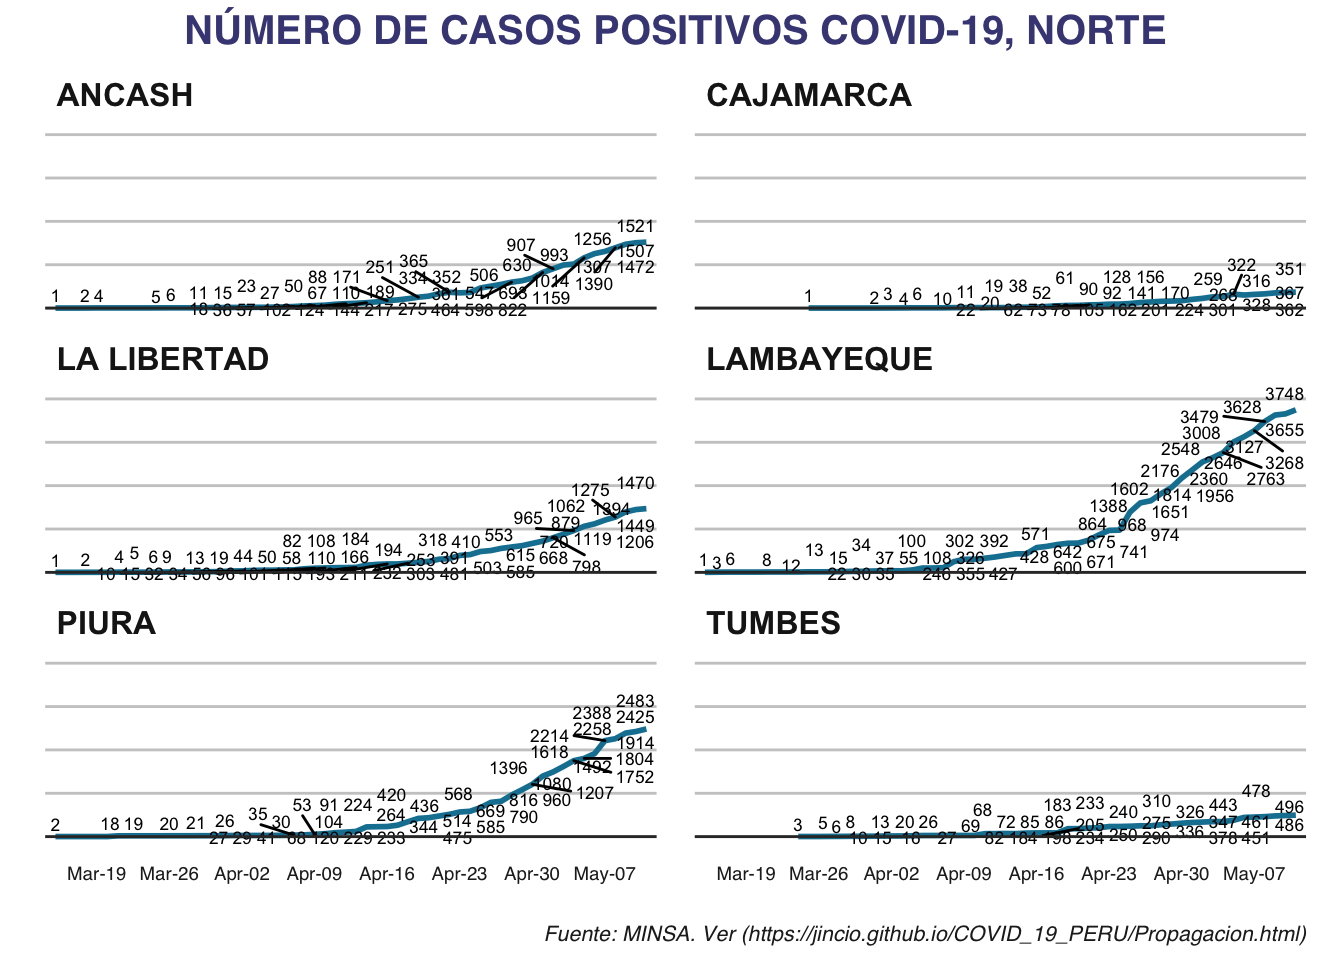 NÚMERO DE CASOS POSITIVOS COVID-19, NORTE
ANCASH
1 2 4 5 6 11 15 23 27 50 88 171 251 365 352 506 907 993 1256 1521
67 110 189 334 630 1307 1507
1390 1472
1159
18 36 57 102 124 144 217 275 464 598 822
CAJAMARCA
1 2 3 4 6 10 11 19 38 52 61 128 156 259 322 351
20 90 92 141 170 268 316 367
22 62 73 78 105 162 201 224 301 328 362
LA LIBERTAD
1 2 4 5 6 9 13 19 44 50 82 108 184 194 318 410 553 965 1062 1275 1470
58 110 166 253 391 615 720 879 1119 1394 1449
668 798 1206
10 15 32 34 56 96 101 115 193 211 232 303 481 503 585
LAMBAYEQUE
1 3 6 8 12 13 15 34 37 55 100 108 302 392 571 864 1388 1602 2176 2548 3008 3479 3628 3748
326 428 642 675 968 1814 2360 2646 3127 3655
600 671 741 974 1651 1956 2763 3268
22 30 35 246 355 427
PIURA
2 18 19 20 21 26 35 30 53 91 224 420 436 568 1396 1618 2214 2388 2483
104 264 514 669 816 1080 2258 2425
344 585 790 960 1207 1492 1914
1804
1752
27 29 41 68 120 229 233 475
TUMBES
3 5 6 8 13 20 26 68 72 85 86 183 233 240 310 326 443 478 496
69 205 275 347 461 486
10 15 16 27 82 184 198 234 250 290 336 378 451
Mar-19 Mar-26 Apr-02 Apr-09 Apr-16 Apr-23 Apr-30 May-07
Mar-19 Mar-26 Apr-02 Apr-09 Apr-16 Apr-23 Apr-30 May-07
Fuente: MINSA. Ver (https://jincio.github.io/COVID_19_PERU/Propagacion.html)